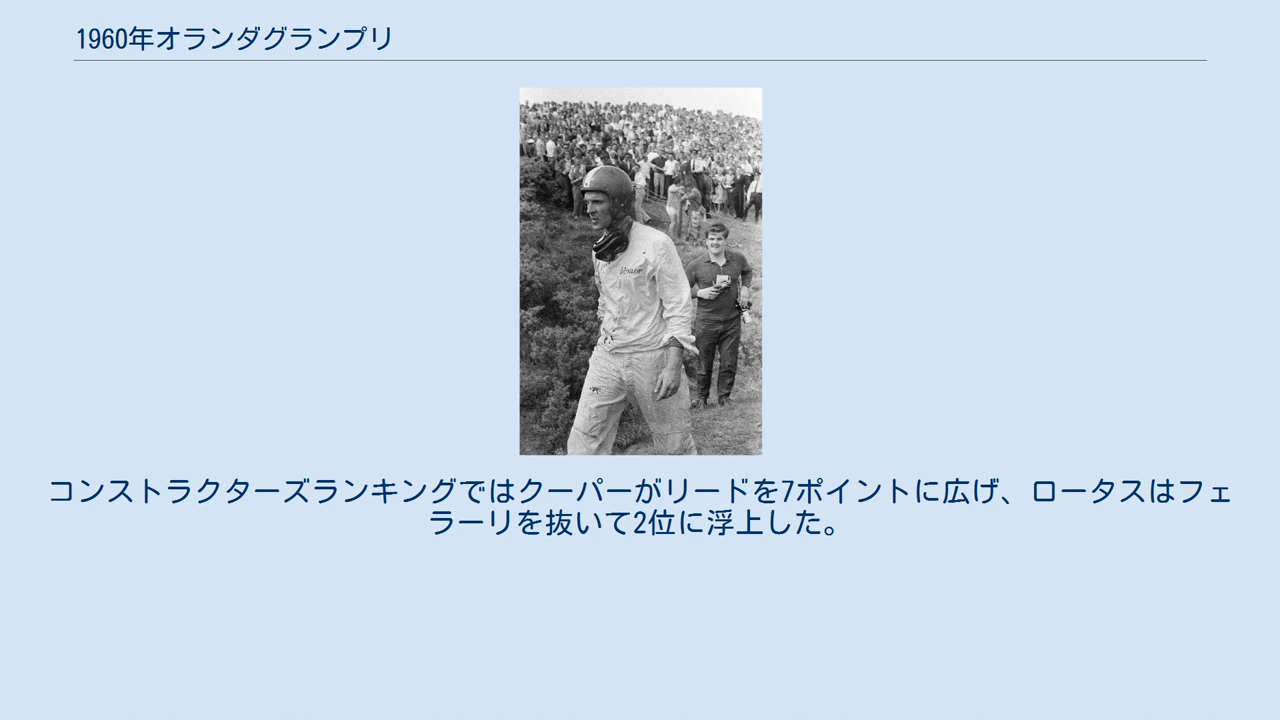 1960年オランダグランプリ
DUNLOP
コンストラクターズランキングではクーパーがリードを7ポイントに広げ、ロータスはフェ
ラーリを抜いて2位に浮上した。